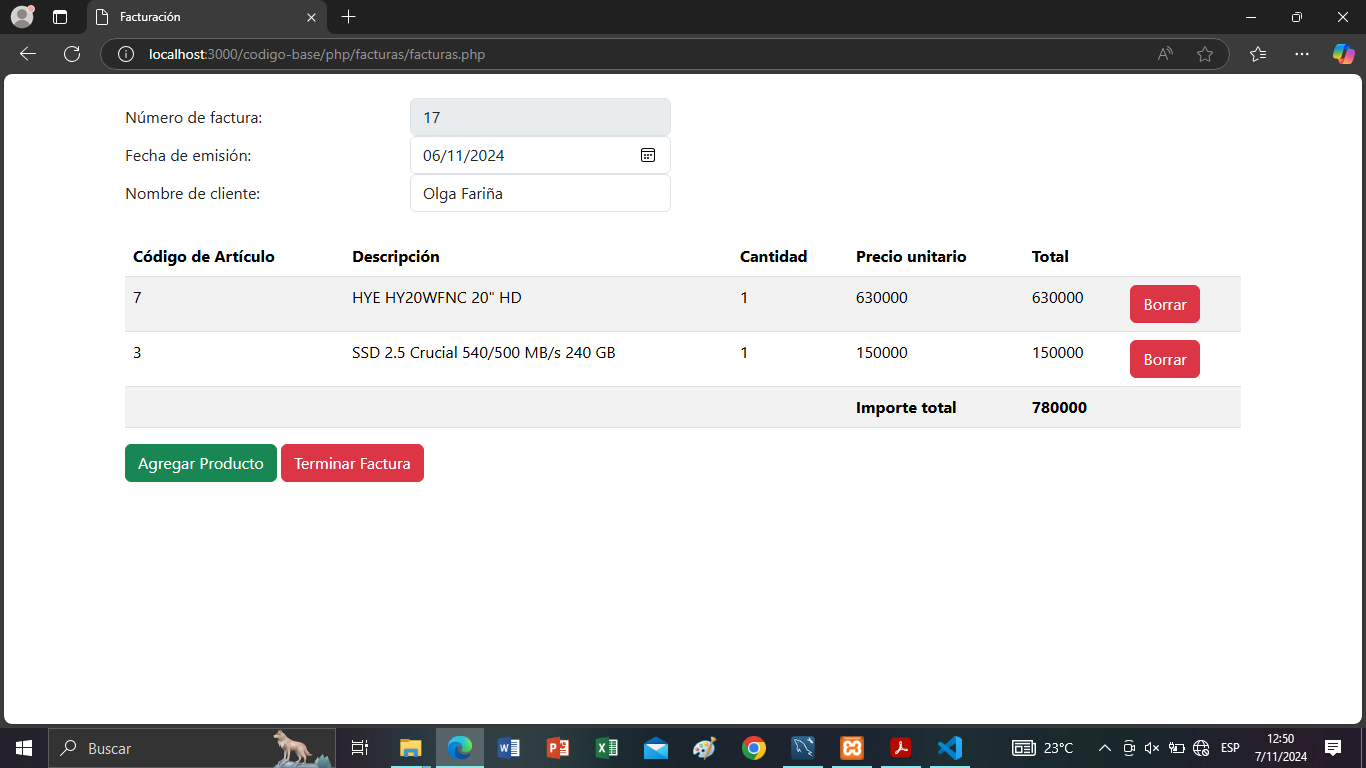 Facturación
localhost:3000/codigo-base/php/facturas/facturas.php
Número de factura: 17
Fecha de emisión: 06/11/2024
Nombre de cliente: Olga Fariña
Código de Artículo Descripción Cantidad Precio unitario Total
7 HYE HY20WFNC 20" HD 1 630000 630000 Borrar
3 SSD 2.5 Crucial 540/500 MB/s 240 GB 1 150000 150000 Borrar
Importe total 780000
Agregar Producto Terminar Factura
Buscar 23°C ESP 12:50
7/11/2024